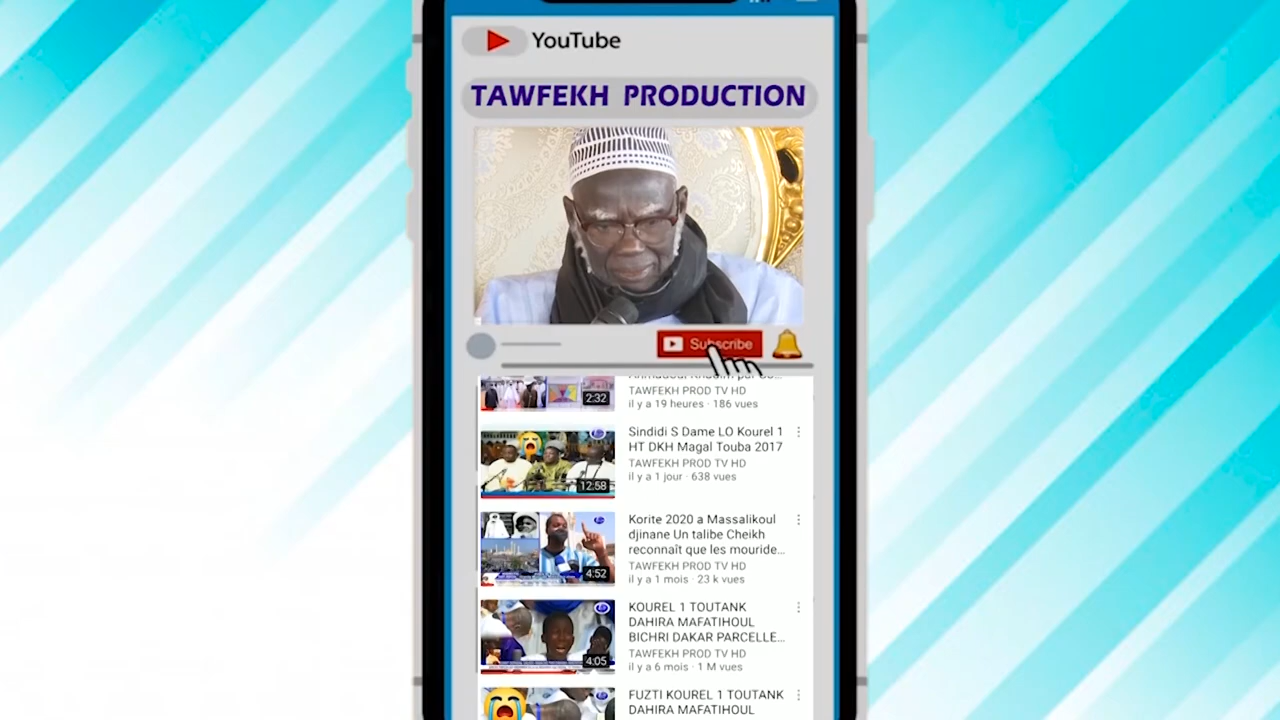 YouTube
TAWFEKH PRODUCTION
Subscribe
TAWFEKH PROD TV HD
il y a 19 heures · 186 vues
2:32
Sindidi S Dame LO Kourel 1
HT DKH Magal Touba 2017
TAWFEKH PROD TV HD
il y a 1 jour · 638 vues
12:58
Korite 2020 a Massalikoul
djinane Un talibe Cheikh
reconnaît que les mouride...
TAWFEKH PROD TV HD
il y a 1 mois · 23 k vues
4:52
KOUREL 1 TOUTANK
DAHIRA MAFATIHOUL
BICHRI DAKAR PARCELLE...
TAWFEKH PROD TV HD
il y a 6 mois · 1 M vues
4:05
FUZTI KOUREL 1 TOUTANK
DAHIRA MAFATIHOUL